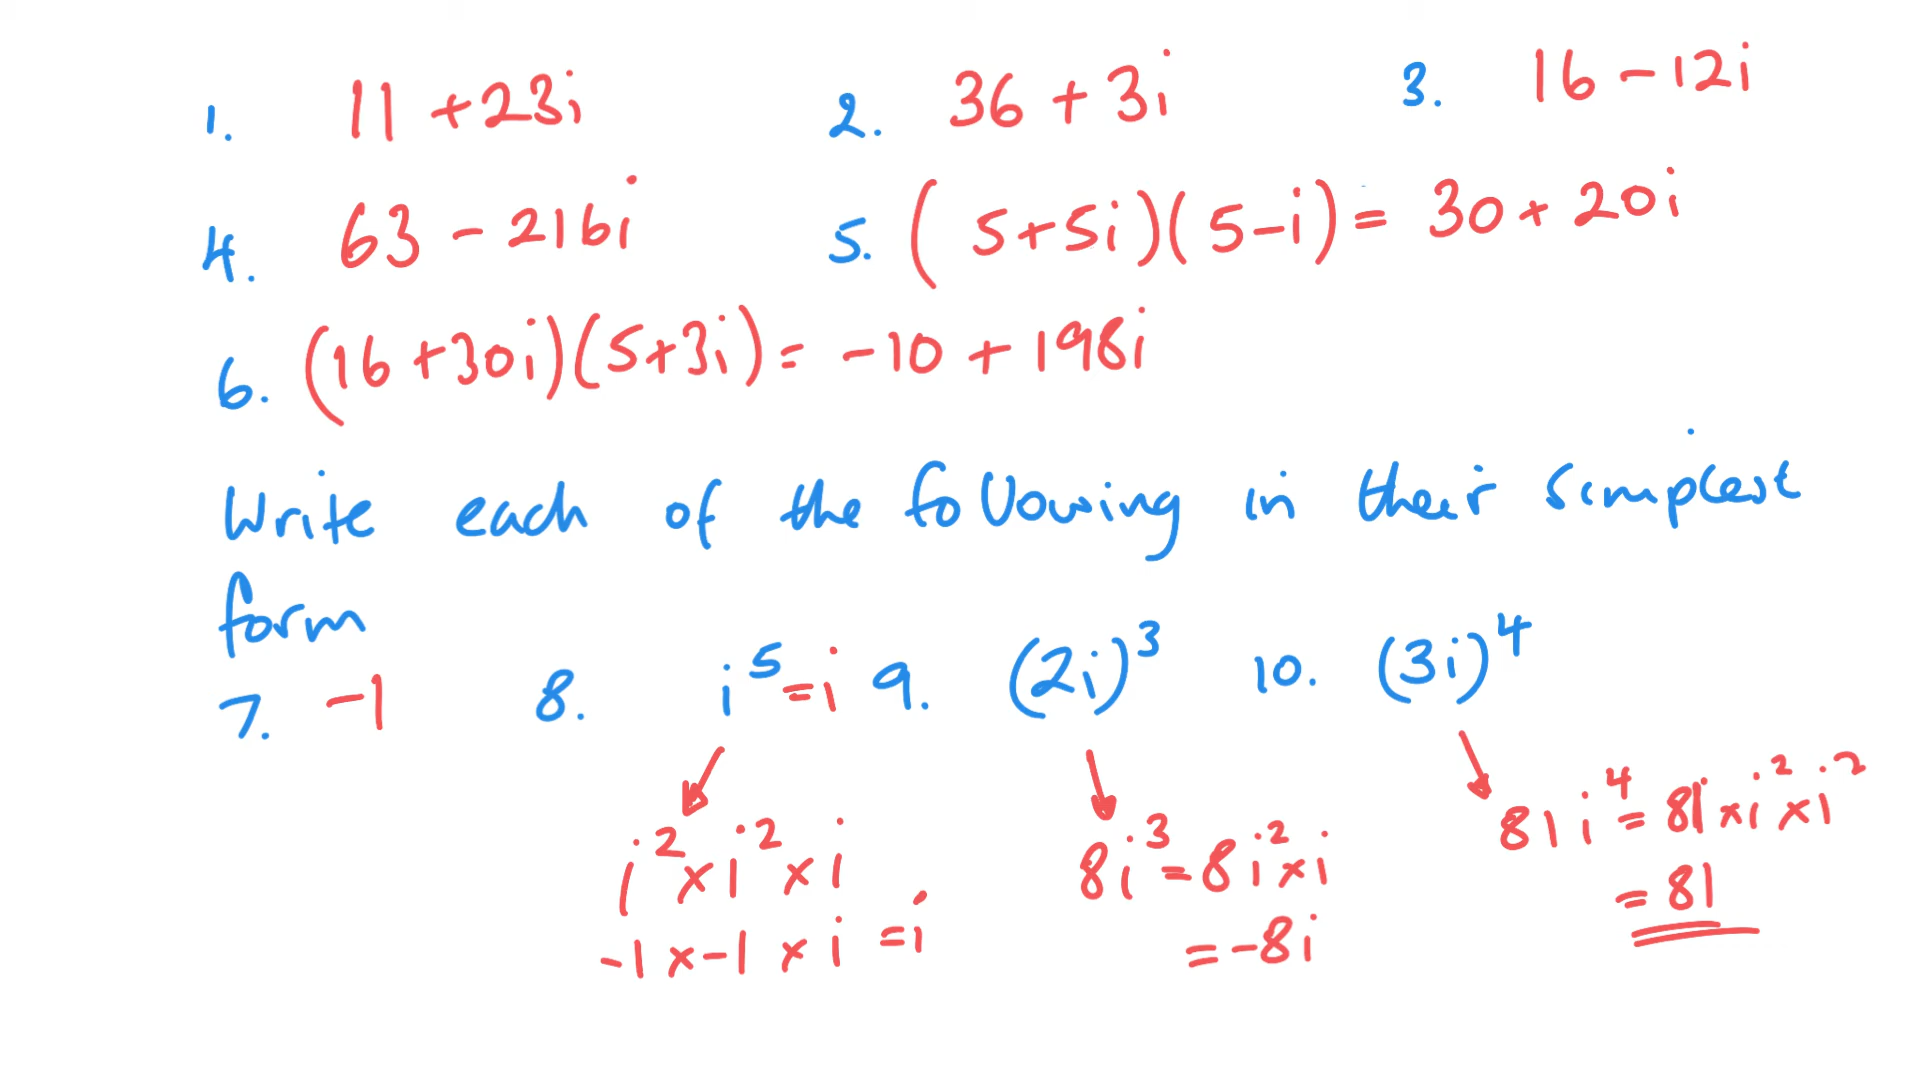 1. 11 + 23i 2. 36 + 3i 3. 16 - 12i
4. 63 - 216i 5. (5+5i)(5-i) = 30 + 20i
6. (16 + 30i)(5+3i) = -10 + 198i
Write each of the following in their simplest
form
7. -1 8. i⁵ = i 9. (2i)³ 10. (3i)⁴
i² × i² × i 8i³ = 8i² × i 81i⁴ = 81 × i² × i²
-1 × -1 × i = i = -8i = 81